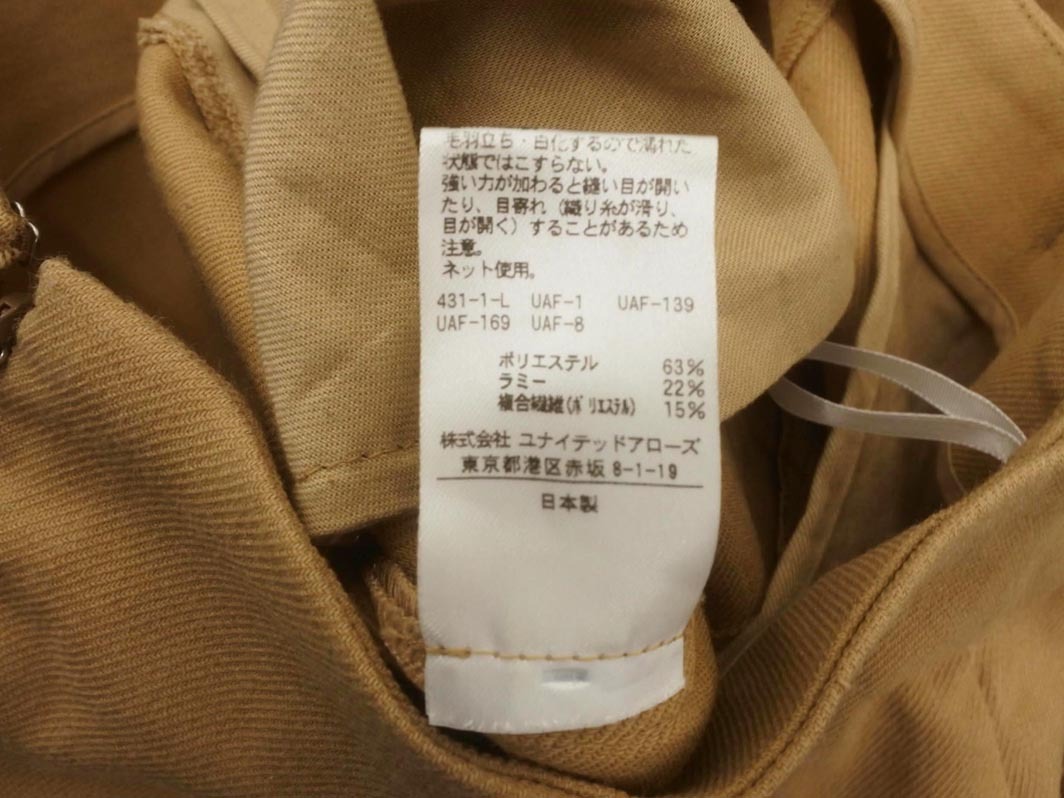 毛羽立ち・白化するので濡れた
状態ではこすらない。
強い力が加わると縫い目が開い
たり、目寄れ（織り糸が滑り、
目が開く）することがあるため
注意。
ネット使用。
431-1-L UAF-1 UAF-139
UAF-169 UAF-8
ポリエステル 63%
ラミー 22%
複合繊維(ポリエステル) 15%
株式会社 ユナイテッドアローズ
東京都港区赤坂 8-1-19
日本製